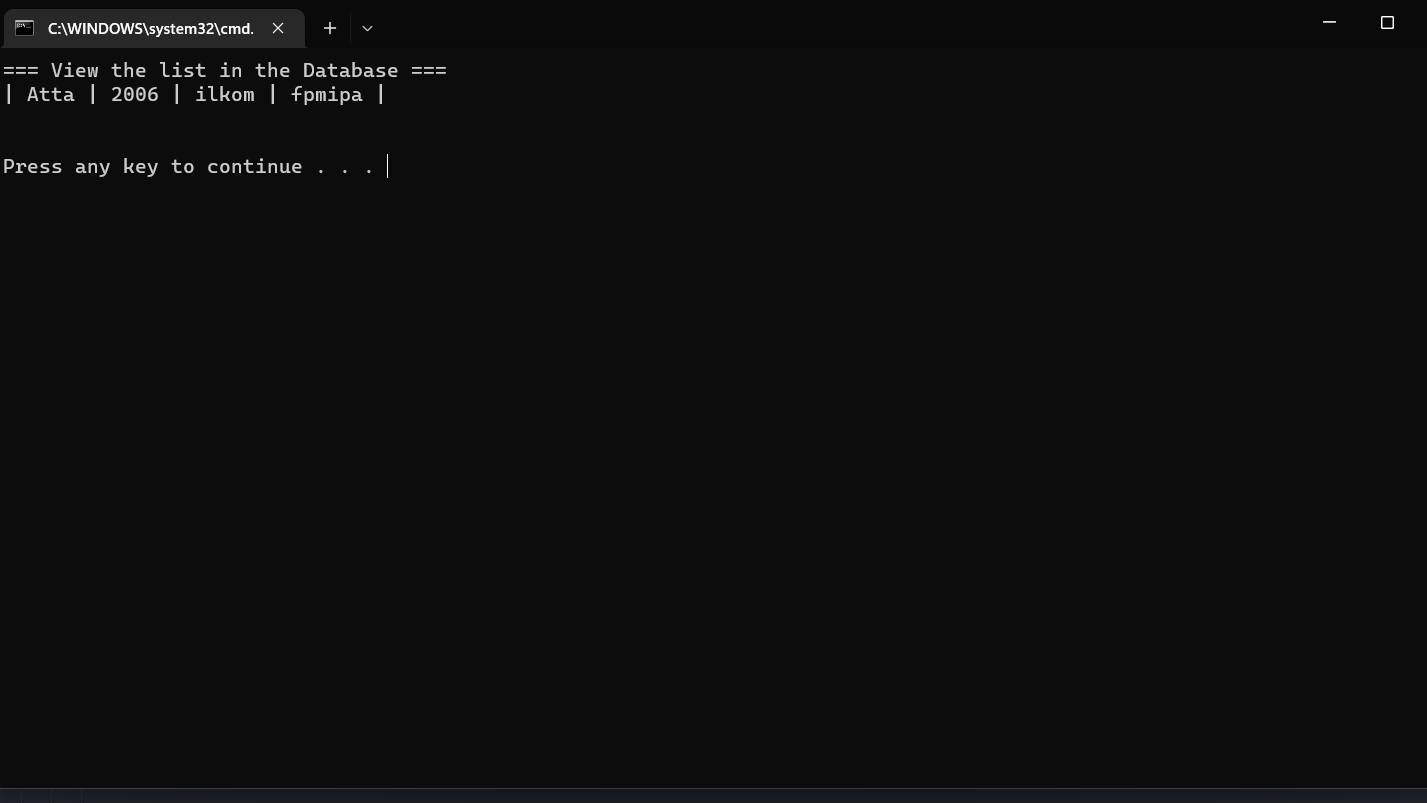 C:\WINDOWS\system32\cmd.
=== View the list in the Database ===
| Atta | 2006 | ilkom | fpmipa |
Press any key to continue . . .